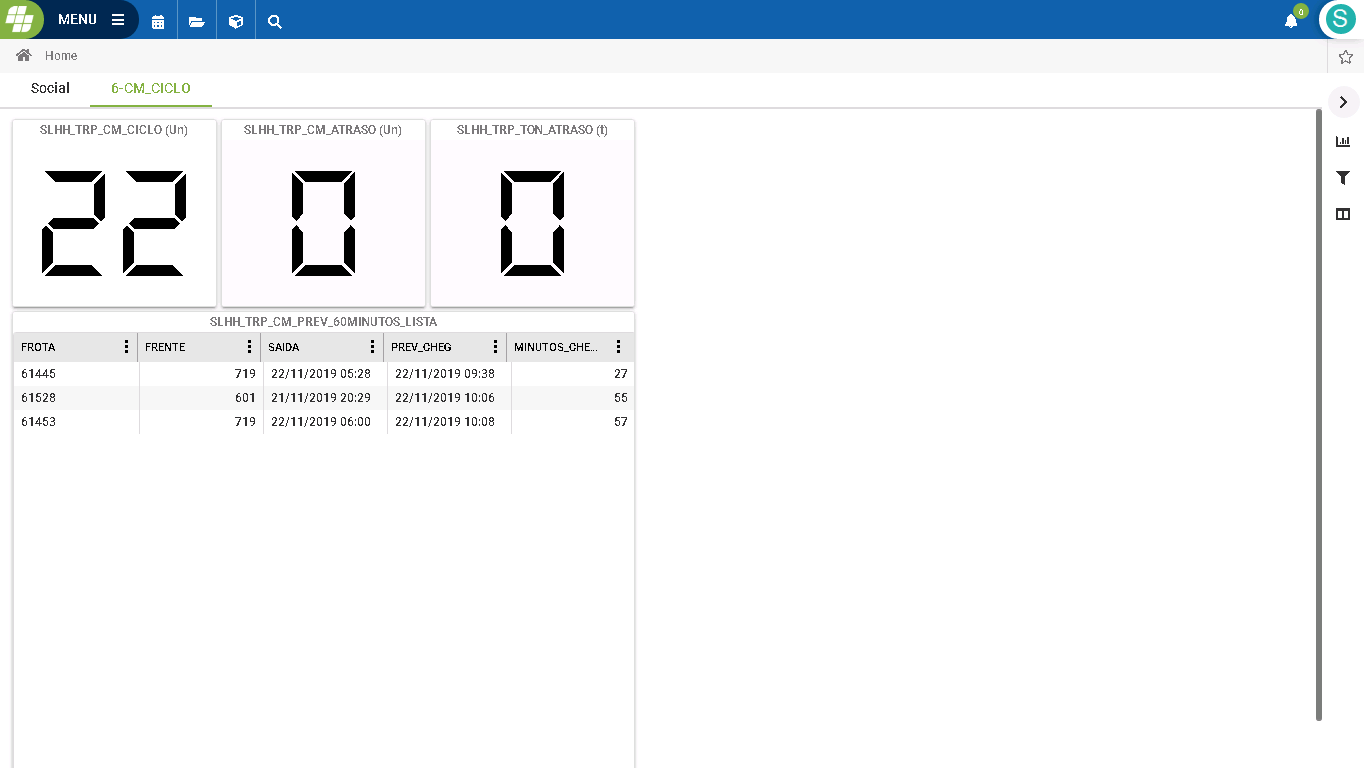 MENU
0
S
Home
Social 6-CM_CICLO
SLHH_TRP_CM_CICLO (Un) SLHH_TRP_CM_ATRASO (Un) SLHH_TRP_TON_ATRASO (t)
22 0 0
SLHH_TRP_CM_PREV_60MINUTOS_LISTA
FROTA FRENTE SAIDA PREV_CHEG MINUTOS_CHE...
61445 719 22/11/2019 05:28 22/11/2019 09:38 27
61528 601 21/11/2019 20:29 22/11/2019 10:06 55
61453 719 22/11/2019 06:00 22/11/2019 10:08 57